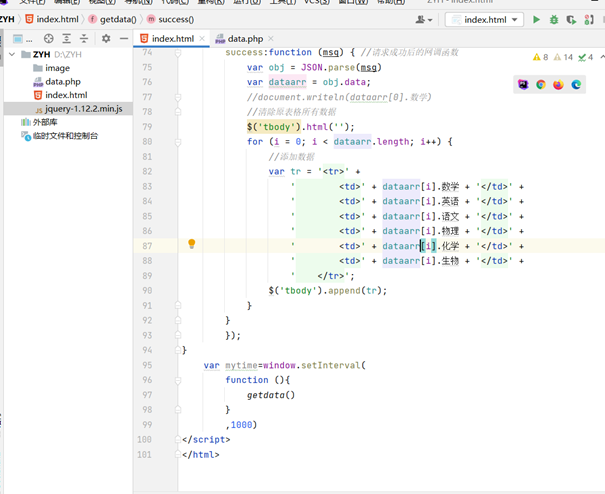 ZYH index.html getdata() success()
index.html
ZYH D:\ZYH
image
data.php
index.html
jquery-1.12.2.min.js
外部库
临时文件和控制台
index.html data.php
8 14 4
74 success:function (msg) { //请求成功后的回调函数
75 var obj = JSON.parse(msg)
76 var dataarr = obj.data;
77 //document.writeln(dataarr[0].数学)
78 //清除原表格所有数据
79 $('tbody').html('');
80 for (i = 0; i < dataarr.length; i++) {
81 //添加数据
82 var tr = '<tr>' +
83 ' <td>' + dataarr[i].数学 + '</td>' +
84 ' <td>' + dataarr[i].英语 + '</td>' +
85 ' <td>' + dataarr[i].语文 + '</td>' +
86 ' <td>' + dataarr[i].物理 + '</td>' +
87 ' <td>' + dataarr[i].化学 + '</td>' +
88 ' <td>' + dataarr[i].生物 + '</td>' +
89 ' </tr>';
90 $('tbody').append(tr);
91 }
92 }
93 });
94 }
95 var mytime=window.setInterval(
96 function (){
97 getdata()
98 }
99 ,1000)
100 </script>
101 </html>